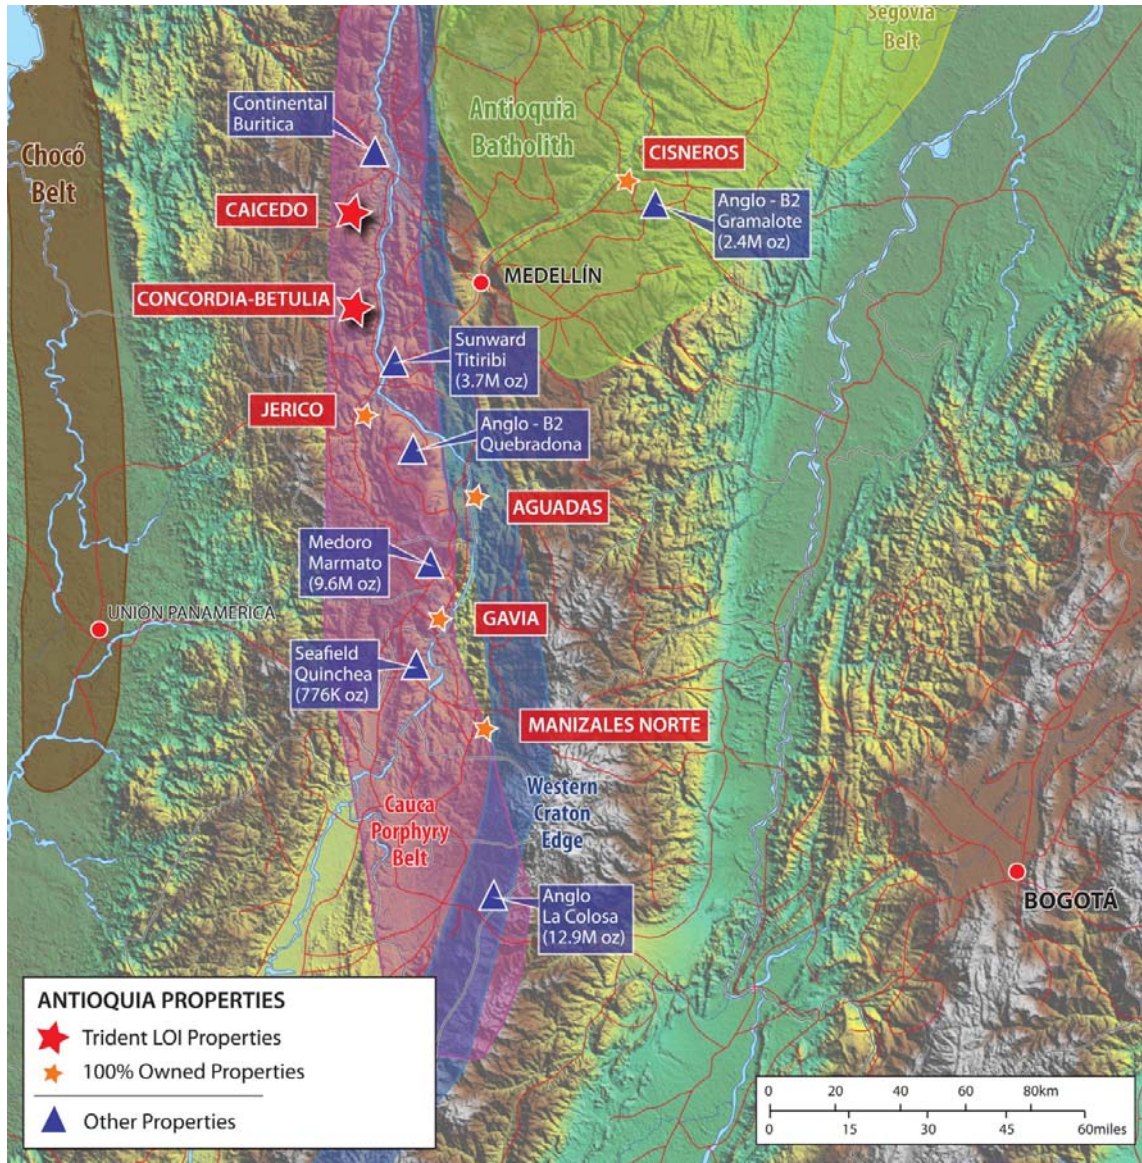 Segovia
Belt
Continental
Buritica
Antioquia
Batholith
Chocó
Belt
CISNEROS
CAICEDO
Anglo - B2
Gramalote
(2.4M oz)
MEDELLÍN
CONCORDIA-BETULIA
Sunward
Titiribi
(3.7M oz)
JERICO
Anglo - B2
Quebradona
AGUADAS
Medoro
Marmato
(9.6M oz)
UNIÓN PANAMERICA
GAVIA
Seafield
Quinchea
(776K oz)
MANIZALES NORTE
Western
Craton
Edge
Cauca
Porphyry
Belt
Anglo
La Colosa
(12.9M oz)
BOGOTÁ
ANTIOQUIA PROPERTIES
Trident LOI Properties
100% Owned Properties
Other Properties
0 20 40 60 80km
0 15 30 45 60miles